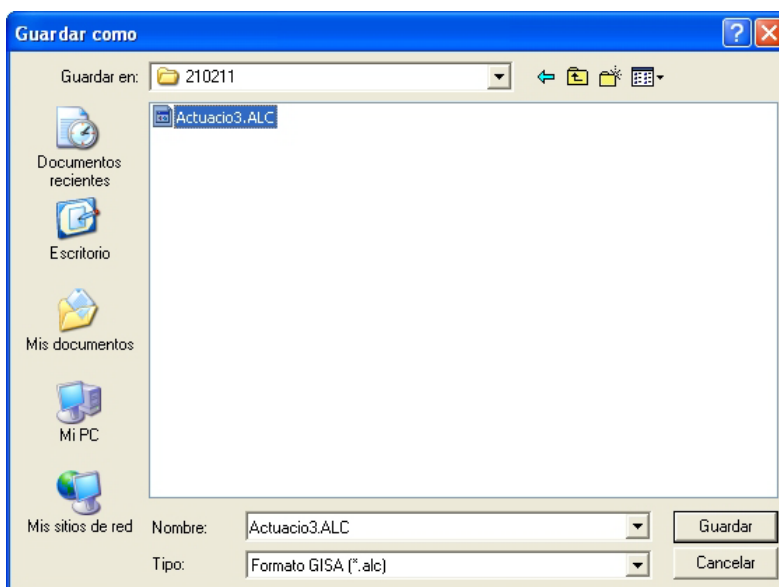 Guardar como
Guardar en: 210211
Actuacio3.ALC
Documentos
recientes
Escritorio
Mis documentos
Mi PC
Mis sitios de red
Nombre: Actuacio3.ALC Guardar
Tipo: Formato GISA (*.alc) Cancelar